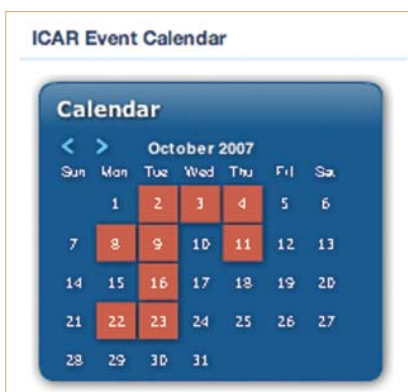 ICAR Event Calendar
Calendar
< > October 2007
Sun Mon Tue Wed Thu Fri Sat
1 2 3 4 5 6
7 8 9 10 11 12 13
14 15 16 17 18 19 20
21 22 23 24 25 26 27
28 29 30 31